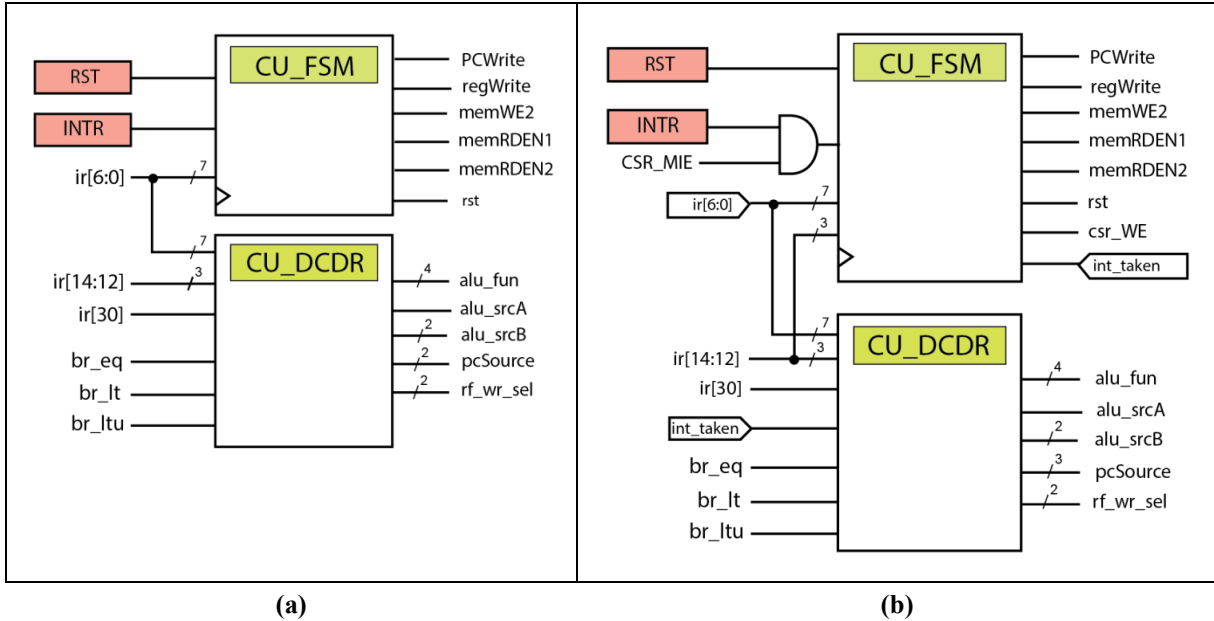 RST
INTR
ir[6:0]
7
CU_FSM
PCWrite
regWrite
memWE2
memRDEN1
memRDEN2
rst
7
ir[14:12]
3
ir[30]
br_eq
br_lt
br_ltu
CU_DCDR
4
alu_fun
alu_srcA
2
alu_srcB
2
pcSource
2
rf_wr_sel
(a)
RST
INTR
CSR_MIE
ir[6:0]
7
3
CU_FSM
PCWrite
regWrite
memWE2
memRDEN1
memRDEN2
rst
csr_WE
int_taken
7
ir[14:12]
3
ir[30]
int_taken
br_eq
br_lt
br_ltu
CU_DCDR
4
alu_fun
alu_srcA
2
alu_srcB
3
pcSource
2
rf_wr_sel
(b)